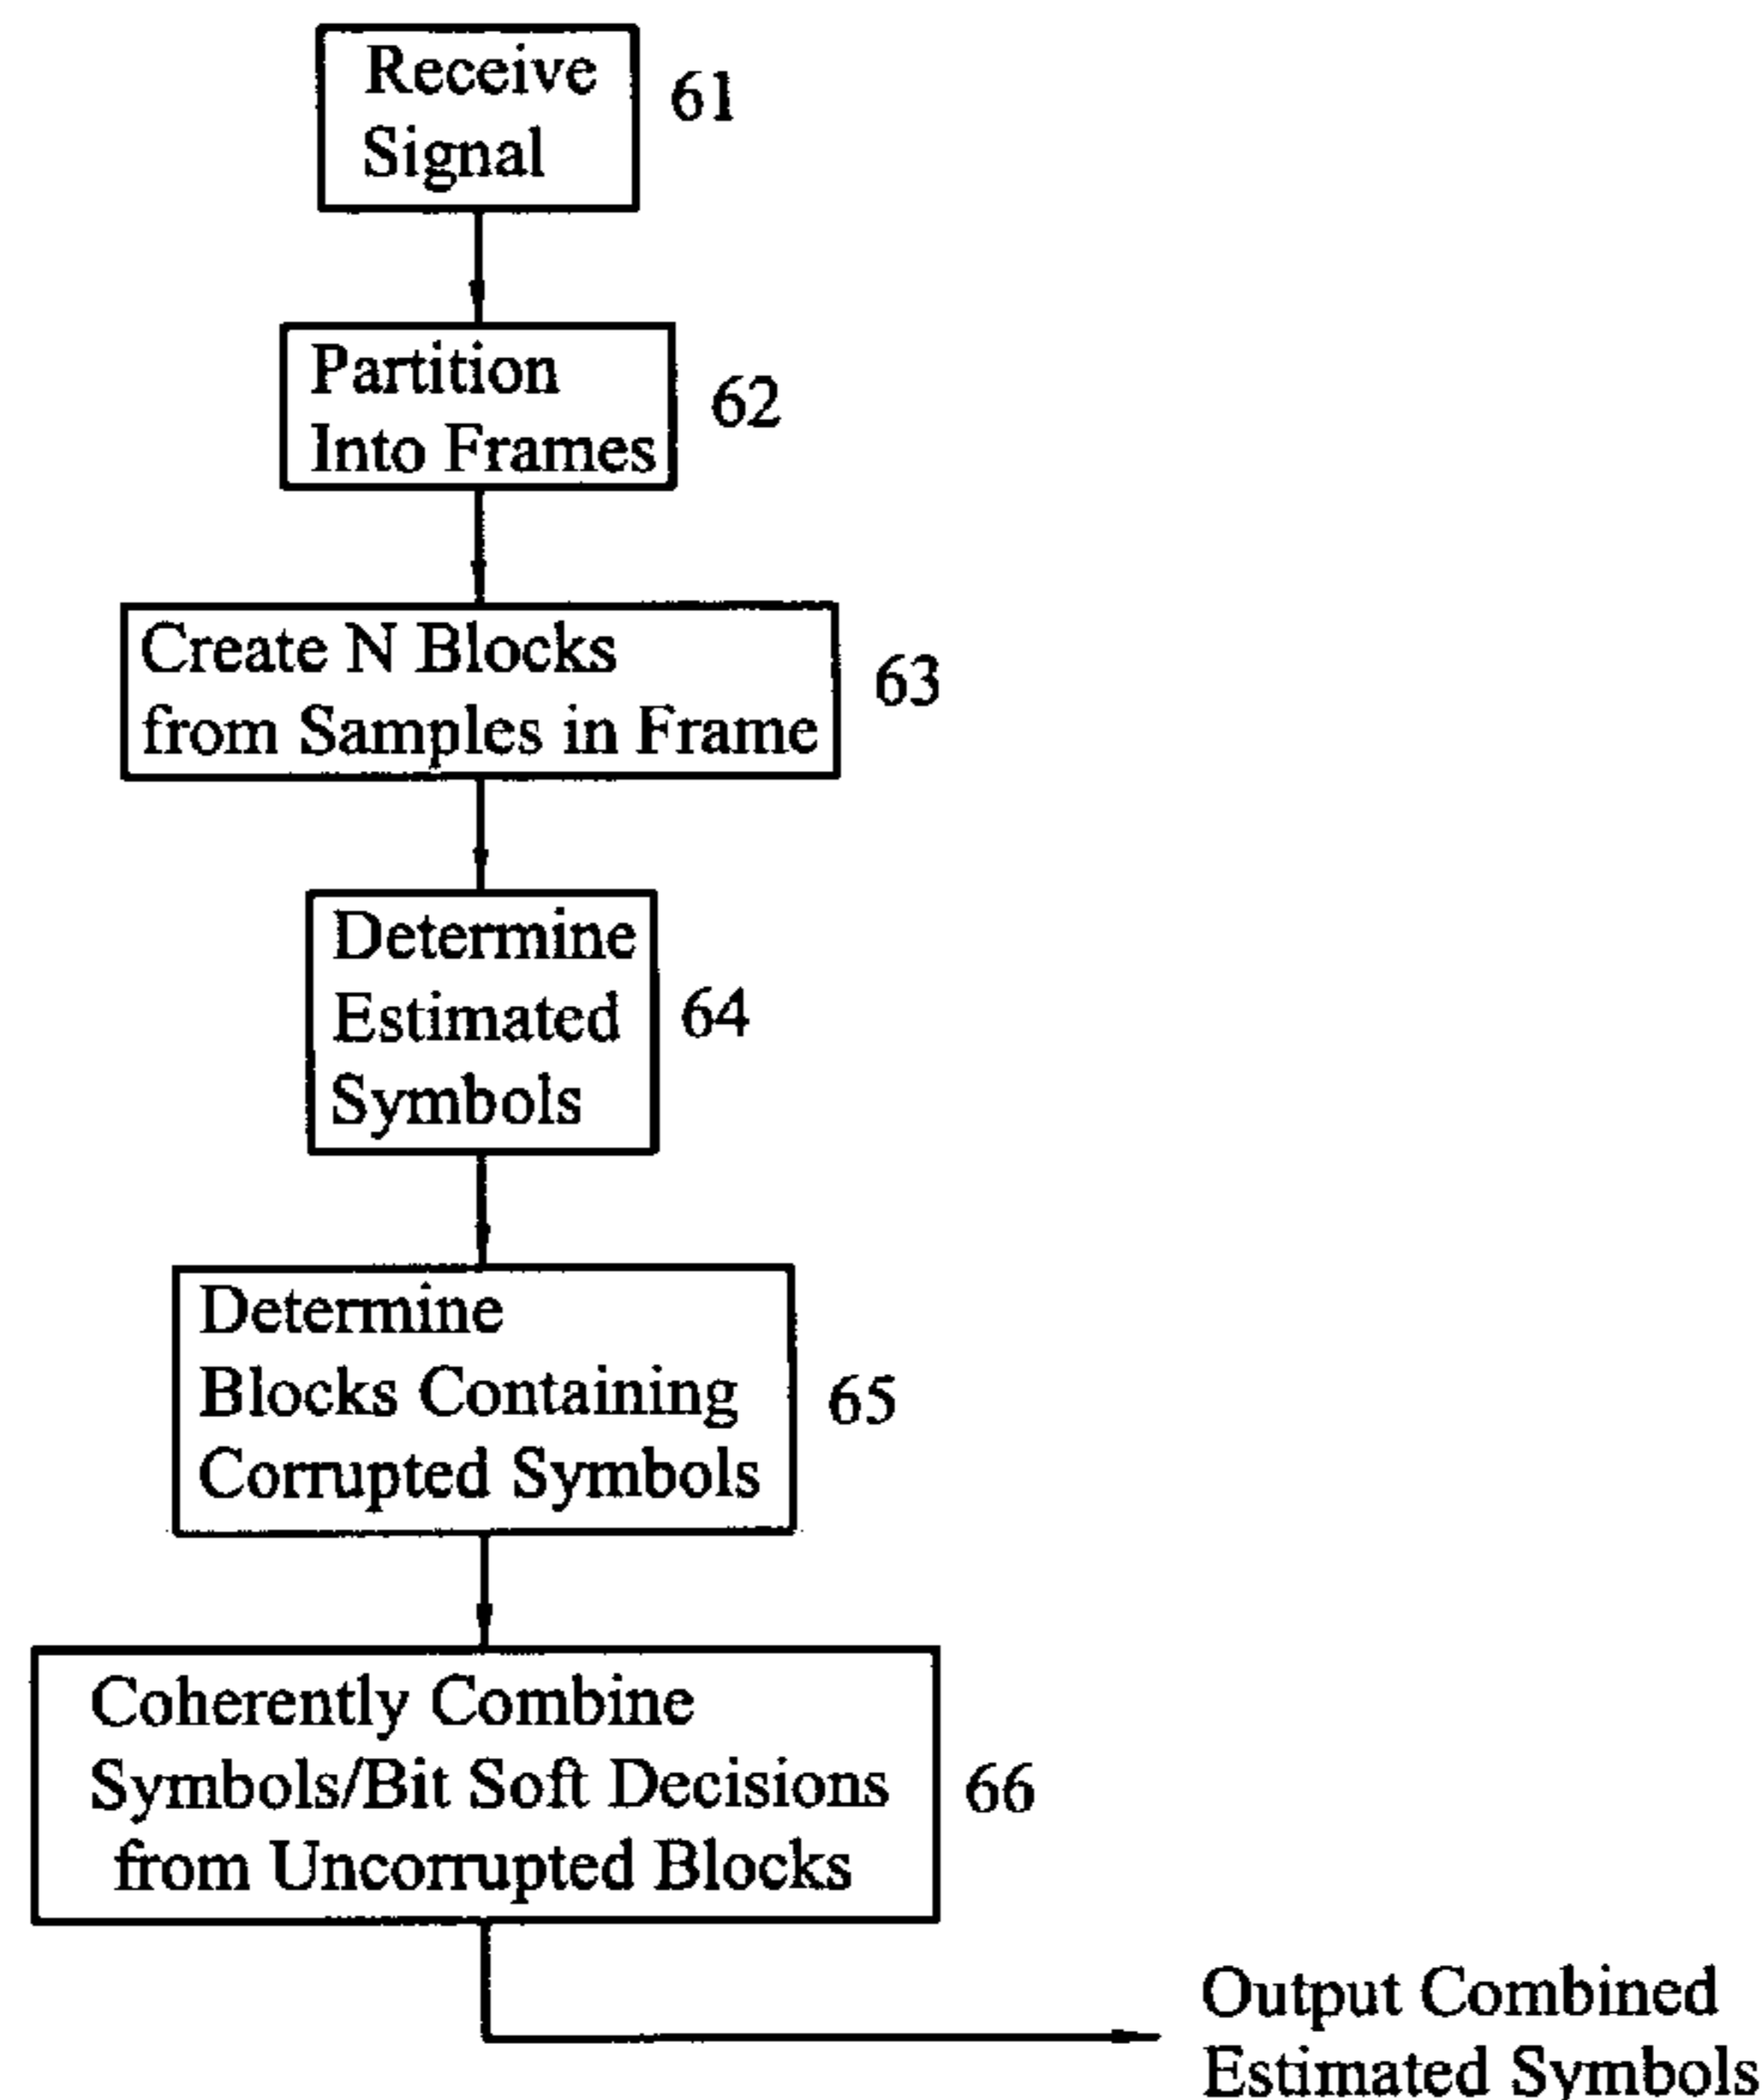 Receive
Signal
61
Partition
Into Frames
62
Create N Blocks
from Samples in Frame
63
Determine
Estimated
Symbols
64
Determine
Blocks Containing
Corrupted Symbols
65
Coherently Combine
Symbols/Bit Soft Decisions
from Uncorrupted Blocks
66
Output Combined
Estimated Symbols